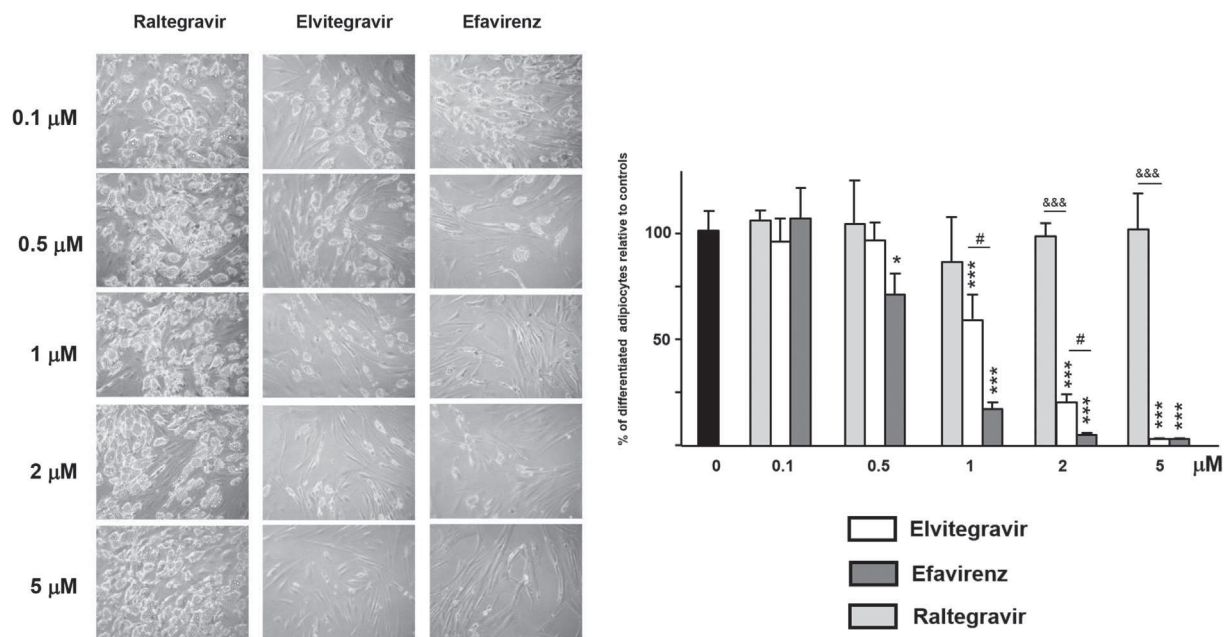 Raltegravir Elvitegravir Efavirenz
0.1 μM
0.5 μM
1 μM
2 μM
5 μM
% of differentiated adipiocytes relative to controls
100
50
* *** # *** &&& *** # *** &&& *** ***
0 0.1 0.5 1 2 5 μM
Elvitegravir
Efavirenz
Raltegravir